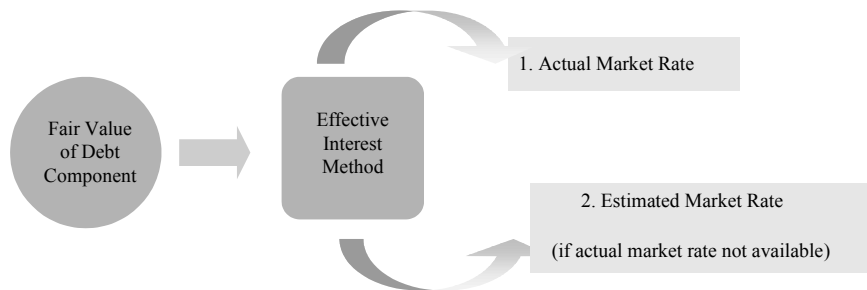 Fair Value
of Debt
Component
Effective
Interest
Method
1. Actual Market Rate
2. Estimated Market Rate
(if actual market rate not available)